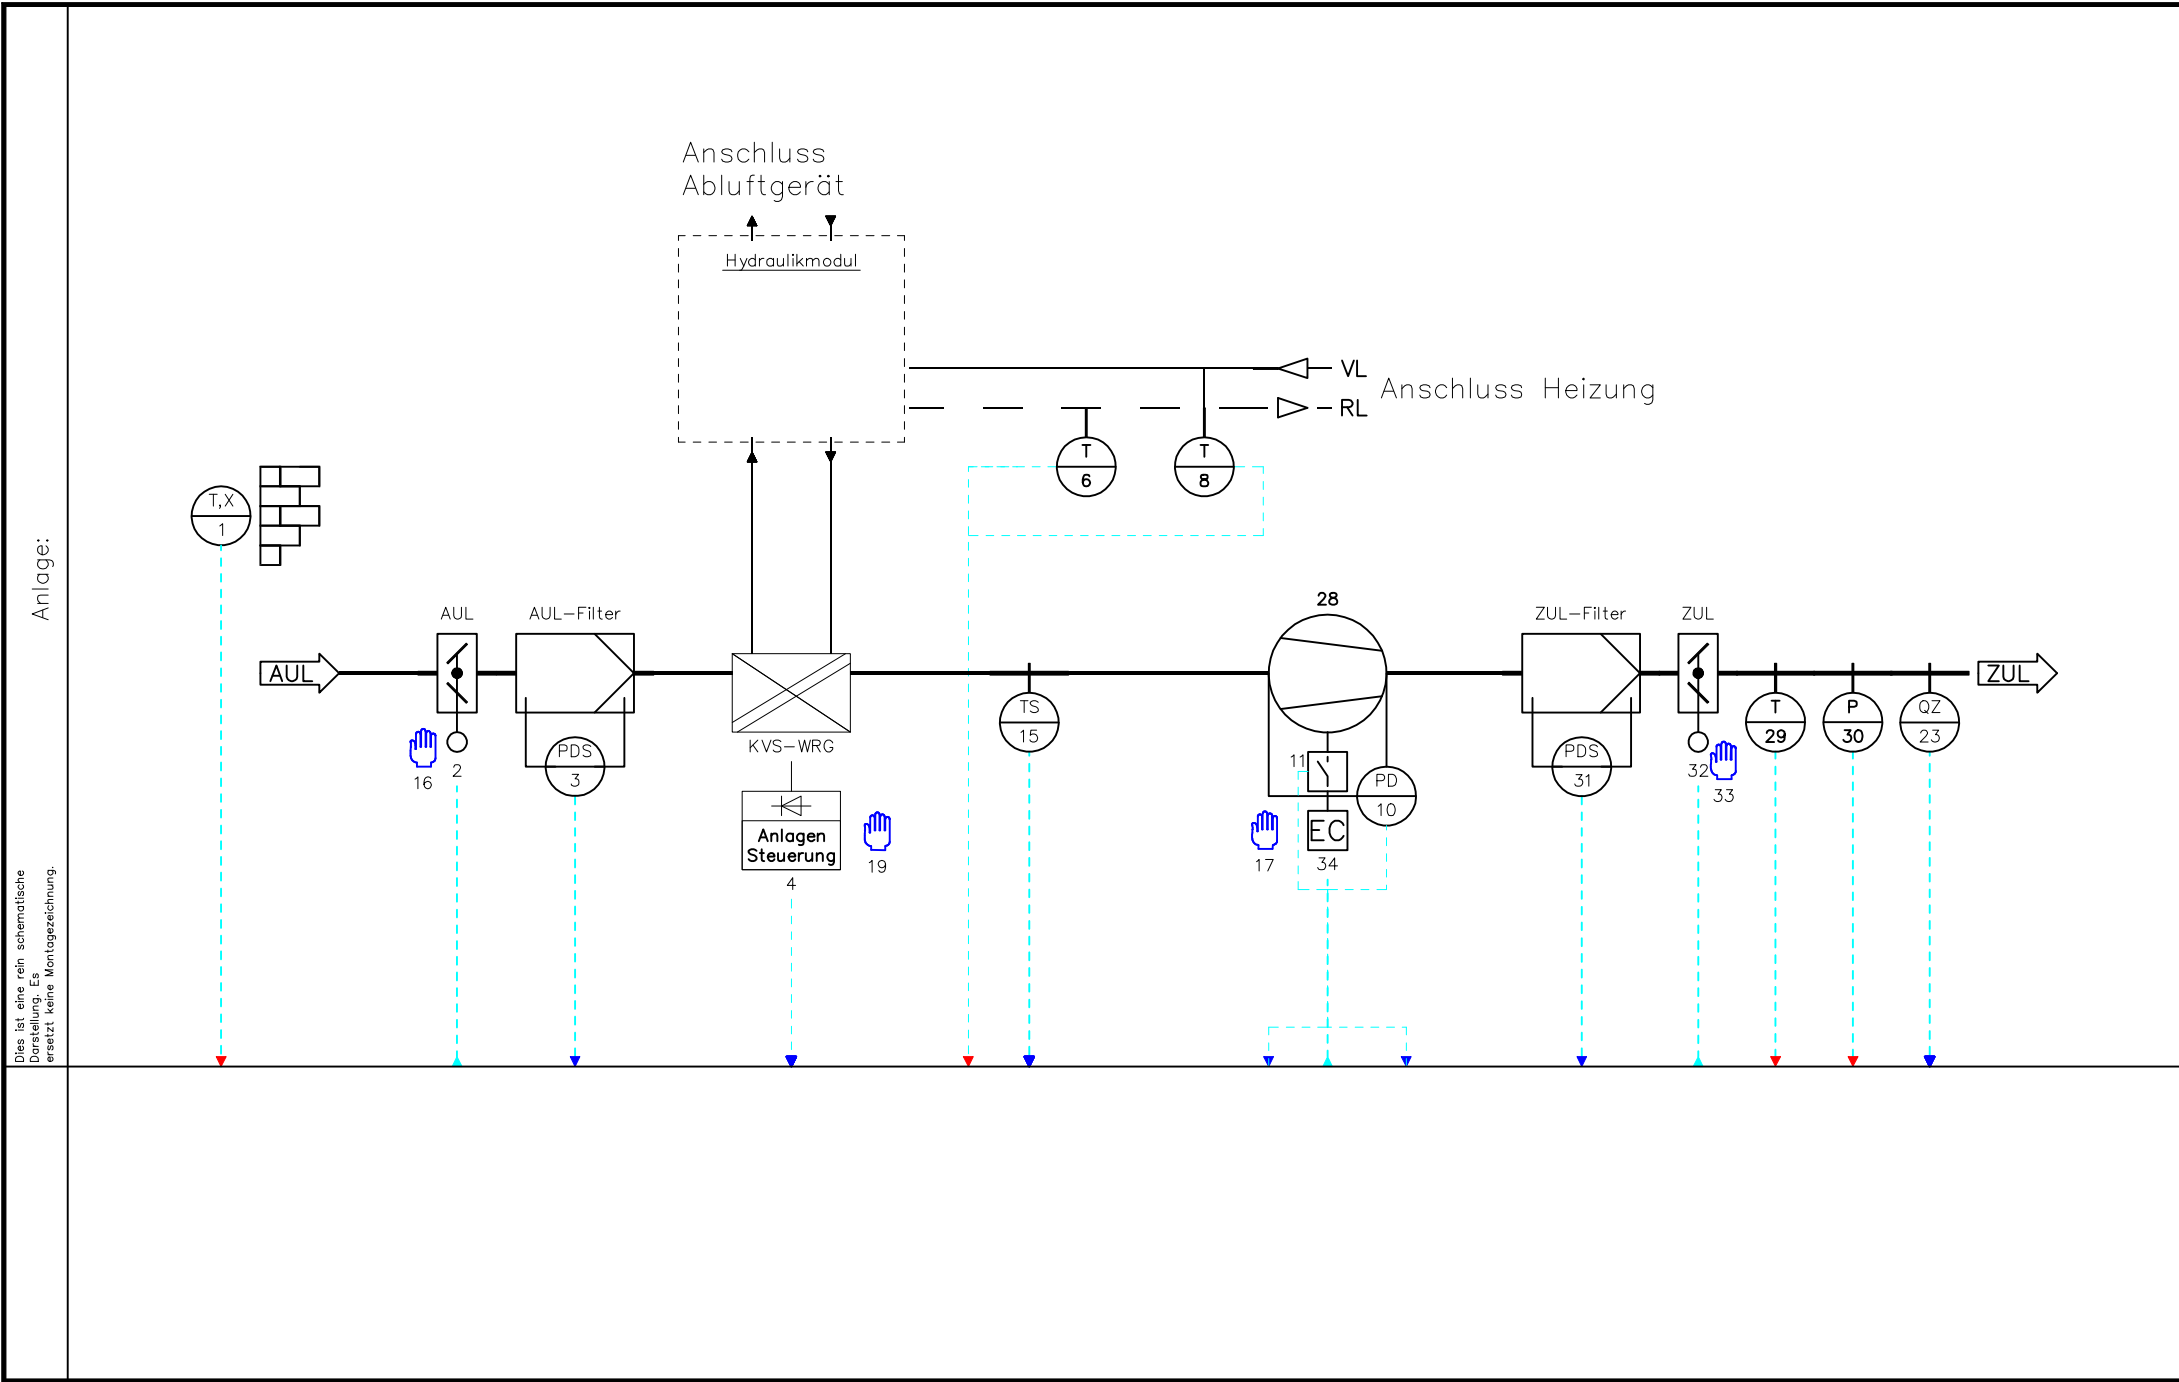 Anschluss
Abluftgerät
Hydraulikmodul
VL
Anschluss Heizung
RL
T
6
T
8
T,X
1
Anlage:
AUL
AUL-Filter
28
ZUL-Filter
ZUL
AUL
ZUL
TS
15
T
29
P
30
QZ
23
KVS-WRG
PDS
3
16
2
11
PD
10
PDS
31
32
33
Anlagen
Steuerung
4
19
EC
34
17
Dies ist eine rein schematische
Darstellung. Es
ersetzt keine Montagezeichnung.